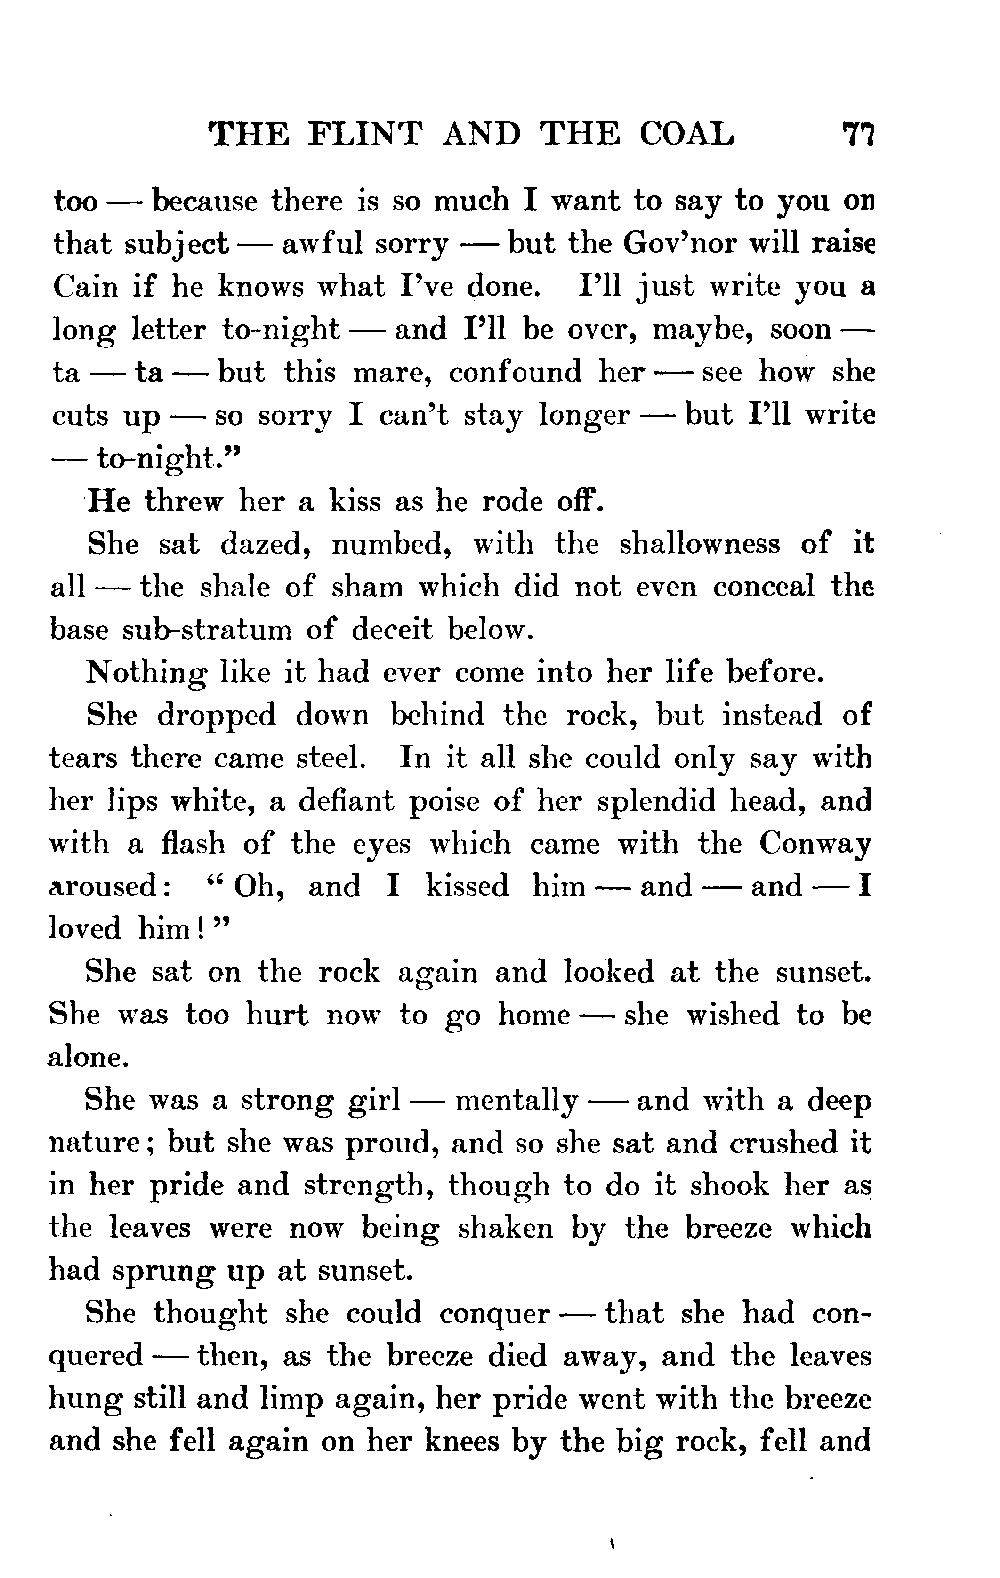 THE FLINT AND THE COAL 77
too — because there is so much I want to say to you on
that subject — awful sorry — but the Gov'nor will raise
Cain if he knows what I've done. I'll just write you a
long letter to-night — and I'll be over, maybe, soon —
ta — ta — but this mare, confound her — see how she
cuts up — so sorry I can't stay longer — but I'll write
— to-night."
He threw her a kiss as he rode off.
She sat dazed, numbed, with the shallowness of it
all — the shale of sham which did not even conceal the
base sub-stratum of deceit below.
Nothing like it had ever come into her life before.
She dropped down behind the rock, but instead of
tears there came steel. In it all she could only say with
her lips white, a defiant poise of her splendid head, and
with a flash of the eyes which came with the Conway
aroused: "Oh, and I kissed him — and — and — I
loved him!"
She sat on the rock again and looked at the sunset.
She was too hurt now to go home — she wished to be
alone.
She was a strong girl — mentally — and with a deep
nature; but she was proud, and so she sat and crushed it
in her pride and strength, though to do it shook her as
the leaves were now being shaken by the breeze which
had sprung up at sunset.
She thought she could conquer — that she had con-
quered — then, as the breeze died away, and the leaves
hung still and limp again, her pride went with the breeze
and she fell again on her knees by the big rock, fell and